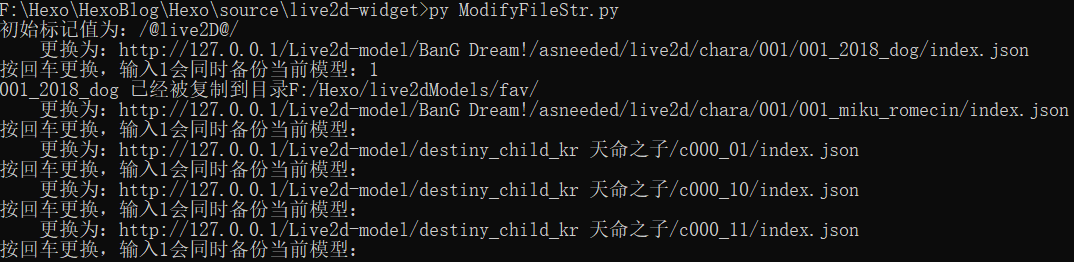 F:\Hexo\HexoBlog\Hexo\source\live2d-widget>py ModifyFileStr.py
初始标记值为：/@live2D@/
    更换为：http://127.0.0.1/Live2d-model/BanG Dream!/asneeded/live2d/chara/001/001_2018_dog/index.json
按回车更换，输入1会同时备份当前模型：1
001_2018_dog 已经被复制到目录F:/Hexo/live2dModels/fav/
    更换为：http://127.0.0.1/Live2d-model/BanG Dream!/asneeded/live2d/chara/001/001_miku_romecin/index.json
按回车更换，输入1会同时备份当前模型：
    更换为：http://127.0.0.1/Live2d-model/destiny_child_kr 天命之子/c000_01/index.json
按回车更换，输入1会同时备份当前模型：
    更换为：http://127.0.0.1/Live2d-model/destiny_child_kr 天命之子/c000_10/index.json
按回车更换，输入1会同时备份当前模型：
    更换为：http://127.0.0.1/Live2d-model/destiny_child_kr 天命之子/c000_11/index.json
按回车更换，输入1会同时备份当前模型：